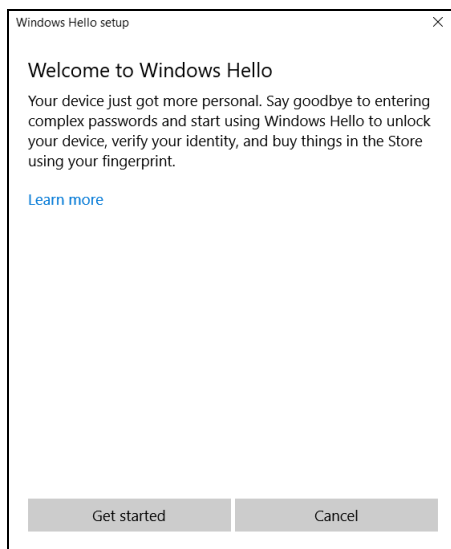 Windows Hello setup
Welcome to Windows Hello
Your device just got more personal. Say goodbye to entering
complex passwords and start using Windows Hello to unlock
your device, verify your identity, and buy things in the Store
using your fingerprint.
Learn more
Get started
Cancel